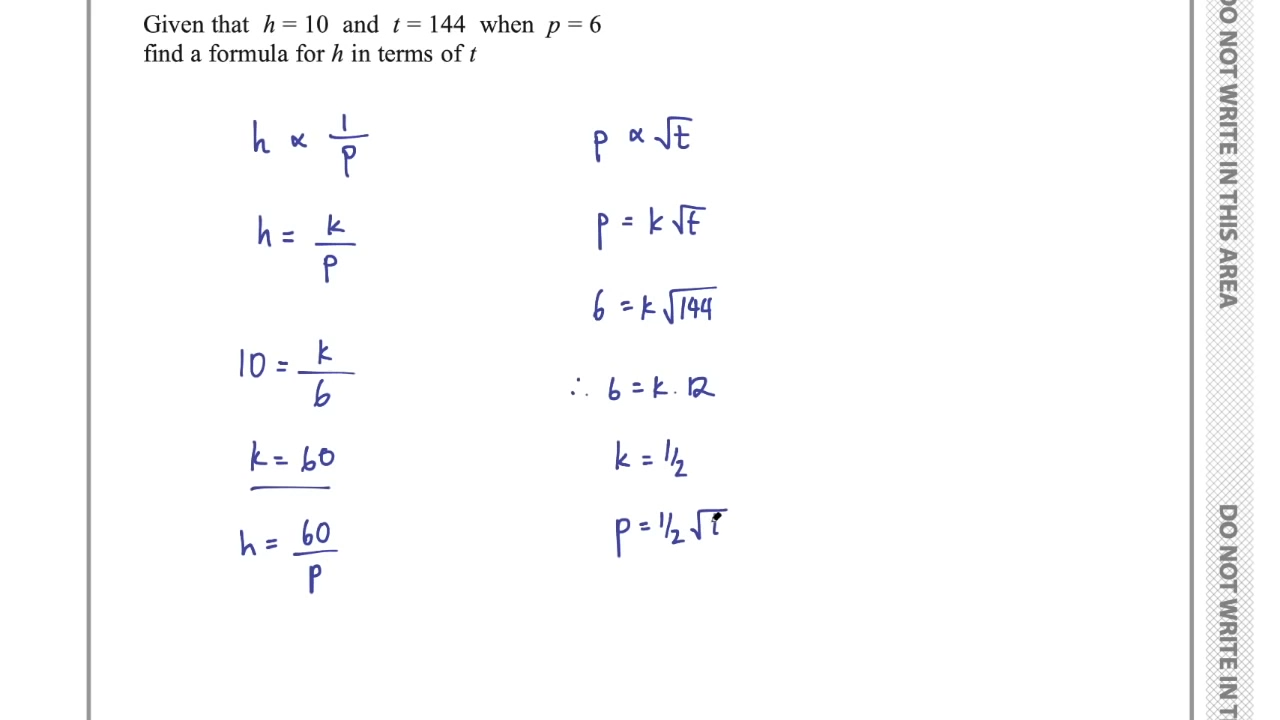 Given that h = 10 and t = 144 when p = 6
find a formula for h in terms of t
h ∝ 1/p
h = k/p
10 = k/6
k = 60
h = 60/p
p ∝ √t
p = k√t
6 = k√144
∴ 6 = k . 12
k = 1/2
p = 1/2 √
DO NOT WRITE IN THIS AREA
DO NOT WRITE IN T